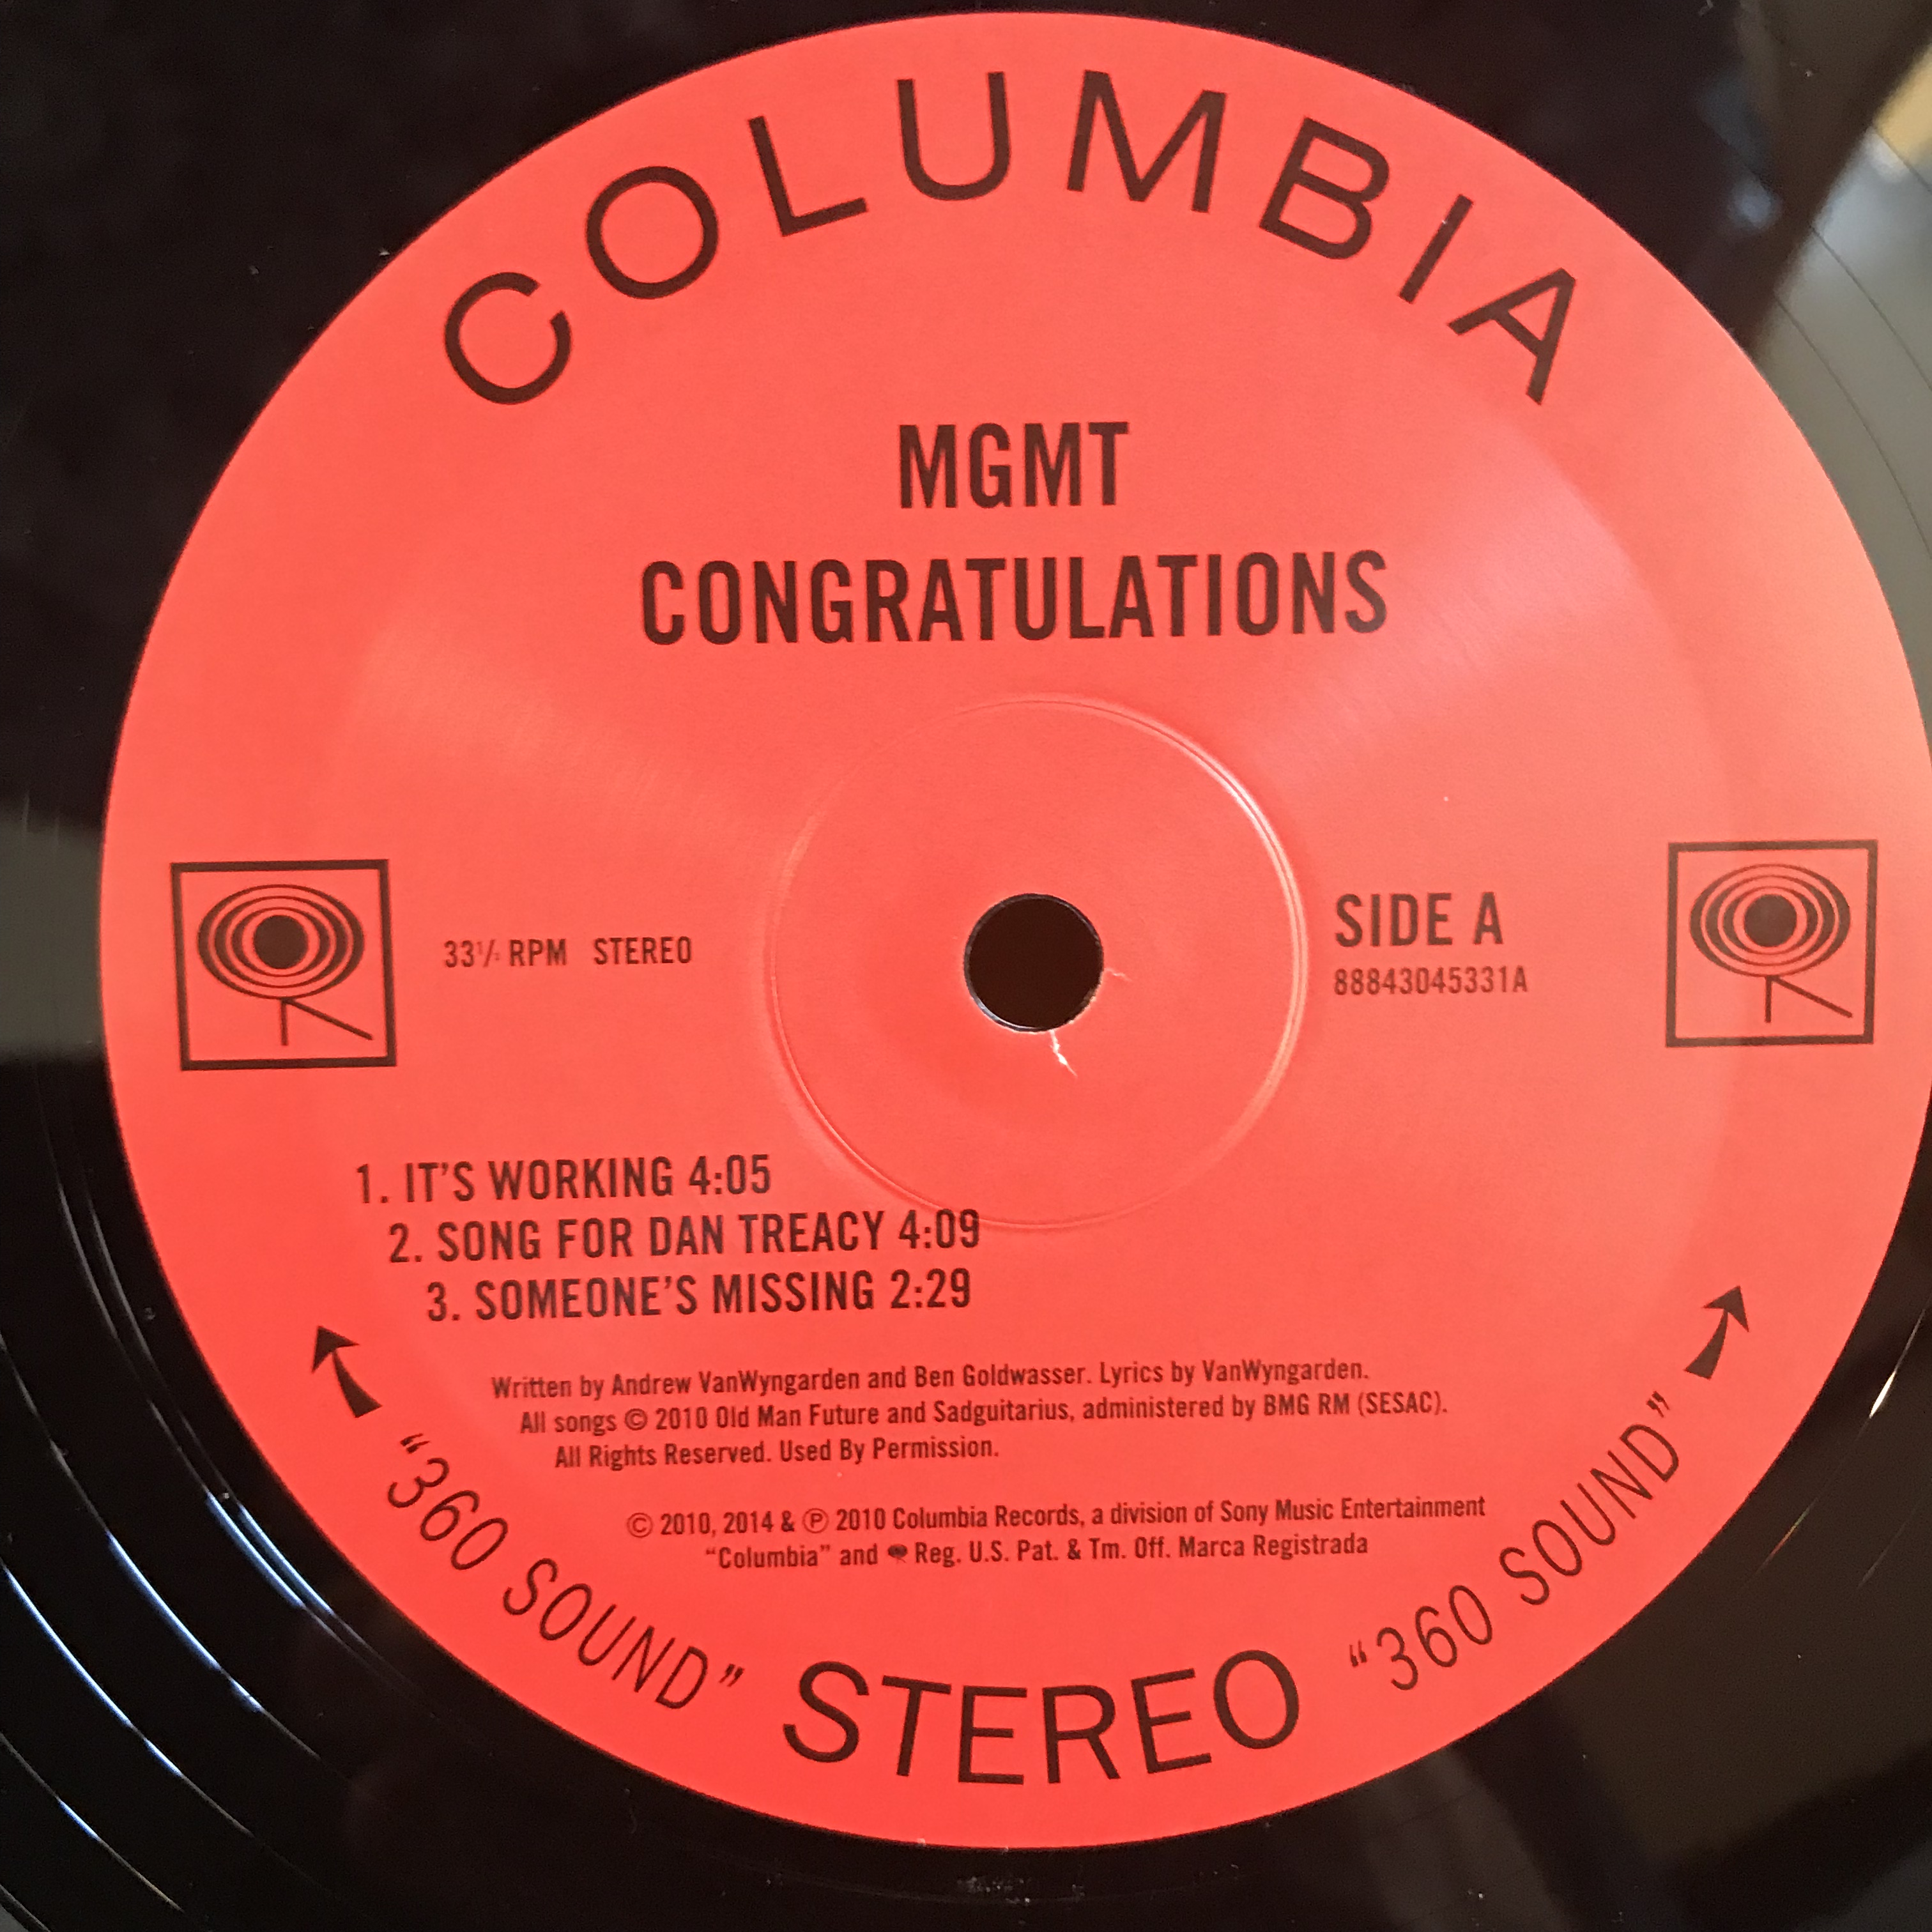 COLUMBIA
MGMT
CONGRATULATIONS
33⅓ RPM STEREO
SIDE A
88843045331A
1. IT'S WORKING 4:05
2. SONG FOR DAN TREACY 4:09
3. SOMEONE'S MISSING 2:29
Written by Andrew VanWyngarden and Ben Goldwasser. Lyrics by VanWyngarden.
All songs © 2010 Old Man Future and Sadguitarius, administered by BMG RM (SESAC).
All Rights Reserved. Used By Permission.
© 2010, 2014 & ℗ 2010 Columbia Records, a division of Sony Music Entertainment
"Columbia" and Reg. U.S. Pat. & Tm. Off. Marca Registrada
"360 SOUND" STEREO "360 SOUND"